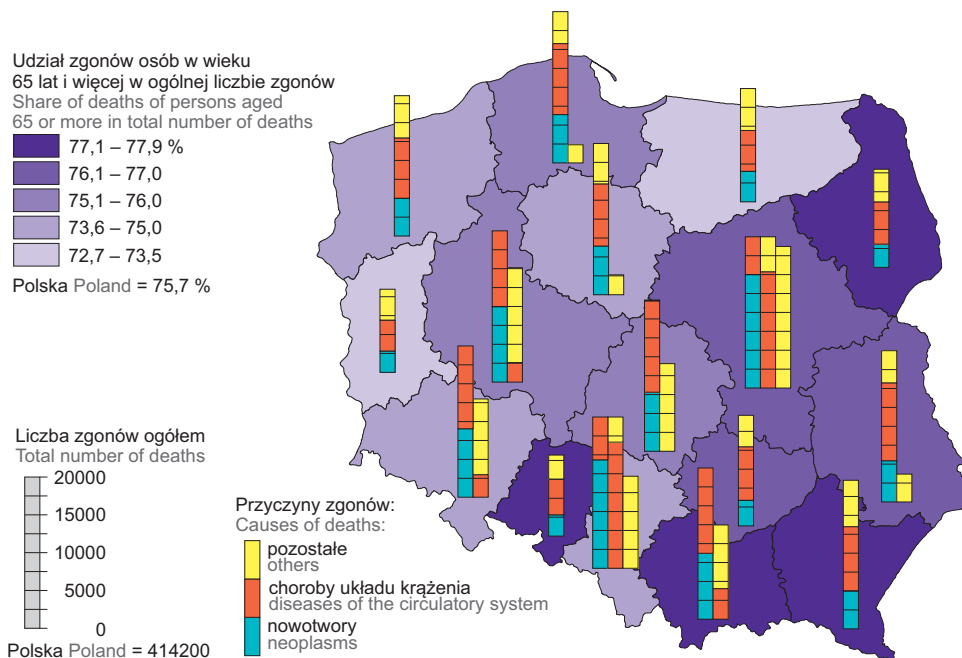 Udział zgonów osób w wieku
65 lat i więcej w ogólnej liczbie zgonów
Share of deaths of persons aged
65 or more in total number of deaths
77,1 – 77,9 %
76,1 – 77,0
75,1 – 76,0
73,6 – 75,0
72,7 – 73,5
Polska Poland = 75,7 %
Liczba zgonów ogółem
Total number of deaths
20000
15000
10000
5000
0
Polska Poland = 414200
Przyczyny zgonów:
Causes of deaths:
pozostałe
others
choroby układu krążenia
diseases of the circulatory system
nowotwory
neoplasms